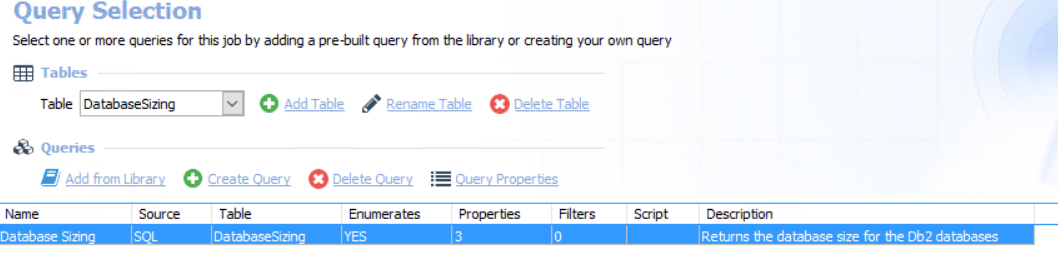 Query Selection
Select one or more queries for this job by adding a pre-built query from the library or creating your own query
Tables
Table DatabaseSizing Add Table Rename Table Delete Table
Queries
Add from Library Create Query Delete Query Query Properties
Name Source Table Enumerates Properties Filters Script Description
Database Sizing SQL DatabaseSizing YES 3 0 Returns the database size for the Db2 databases